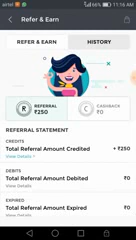 airtel
11:16 AM
Refer & Earn
REFER & EARN
HISTORY
R
REFERRAL
₹250
C
CASHBACK
₹0
REFERRAL STATEMENT
CREDITS
Total Referral Amount Credited
+ ₹250
View Details
DEBITS
Total Referral Amount Debited
₹0
View Details
EXPIRED
Total Referral Amount Expired
₹0
View Details